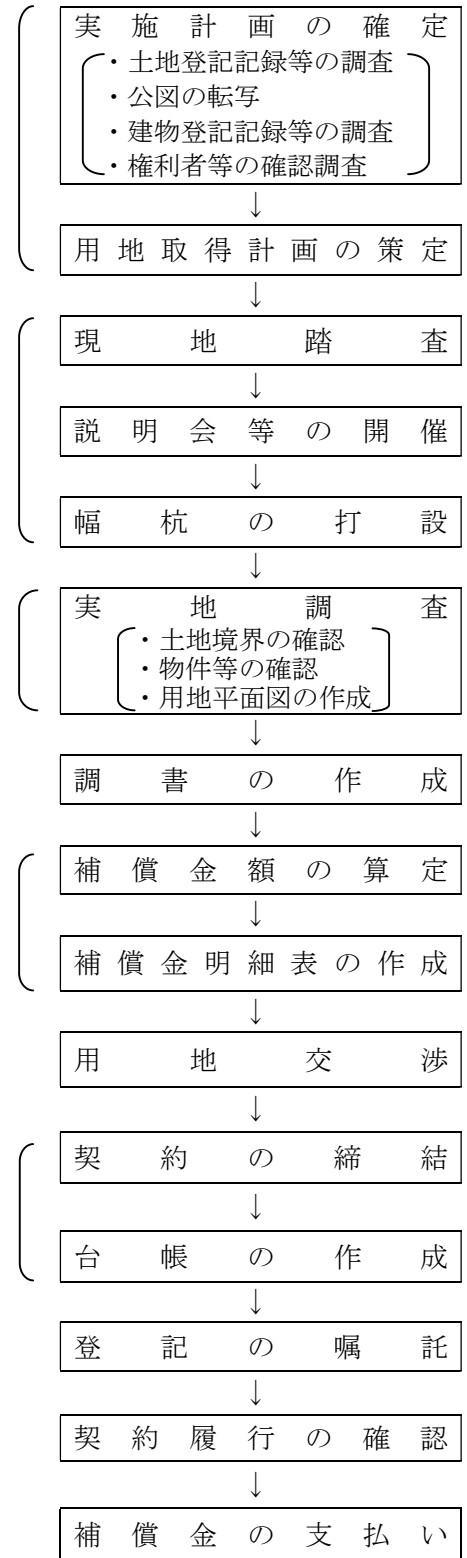 実施計画の確定
・土地登記記録等の調査
・公図の転写
・建物登記記録等の調査
・権利者等の確認調査
↓
用地取得計画の策定
↓
現地踏査
↓
説明会等の開催
↓
幅杭の打設
↓
実地調査
・土地境界の確認
・物件等の確認
・用地平面図の作成
↓
調書の作成
↓
補償金額の算定
↓
補償金明細表の作成
↓
用地交渉
↓
契約の締結
↓
台帳の作成
↓
登記の嘱託
↓
契約履行の確認
↓
補償金の支払い